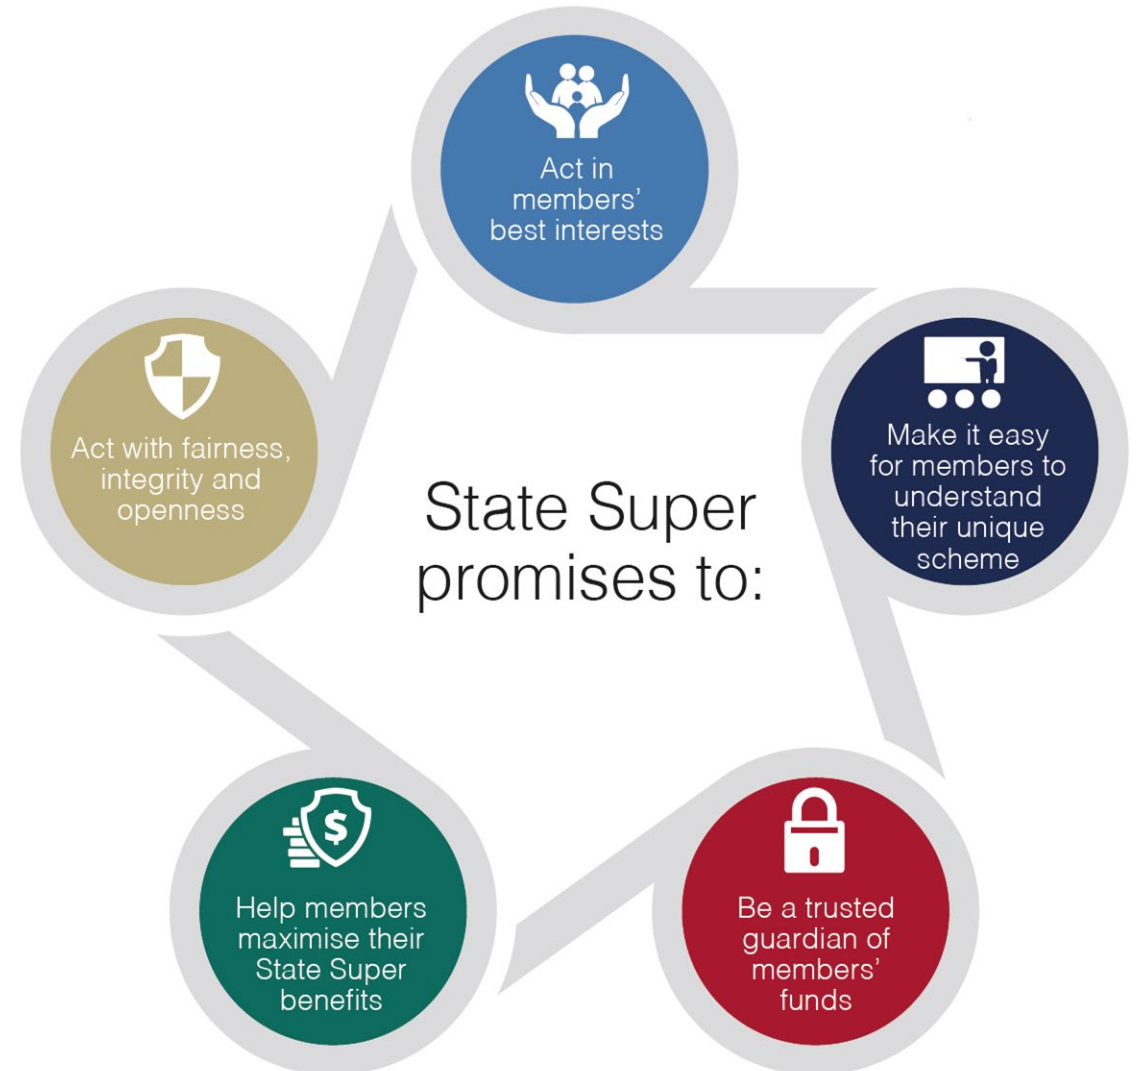 Act in
members’
best interests
Make it easy
for members to
understand
their unique
scheme
Act with fairness,
integrity and
openness
State Super
promises to:
$
Help members
maximise their
State Super
benefits
Be a trusted
guardian of
members’
funds